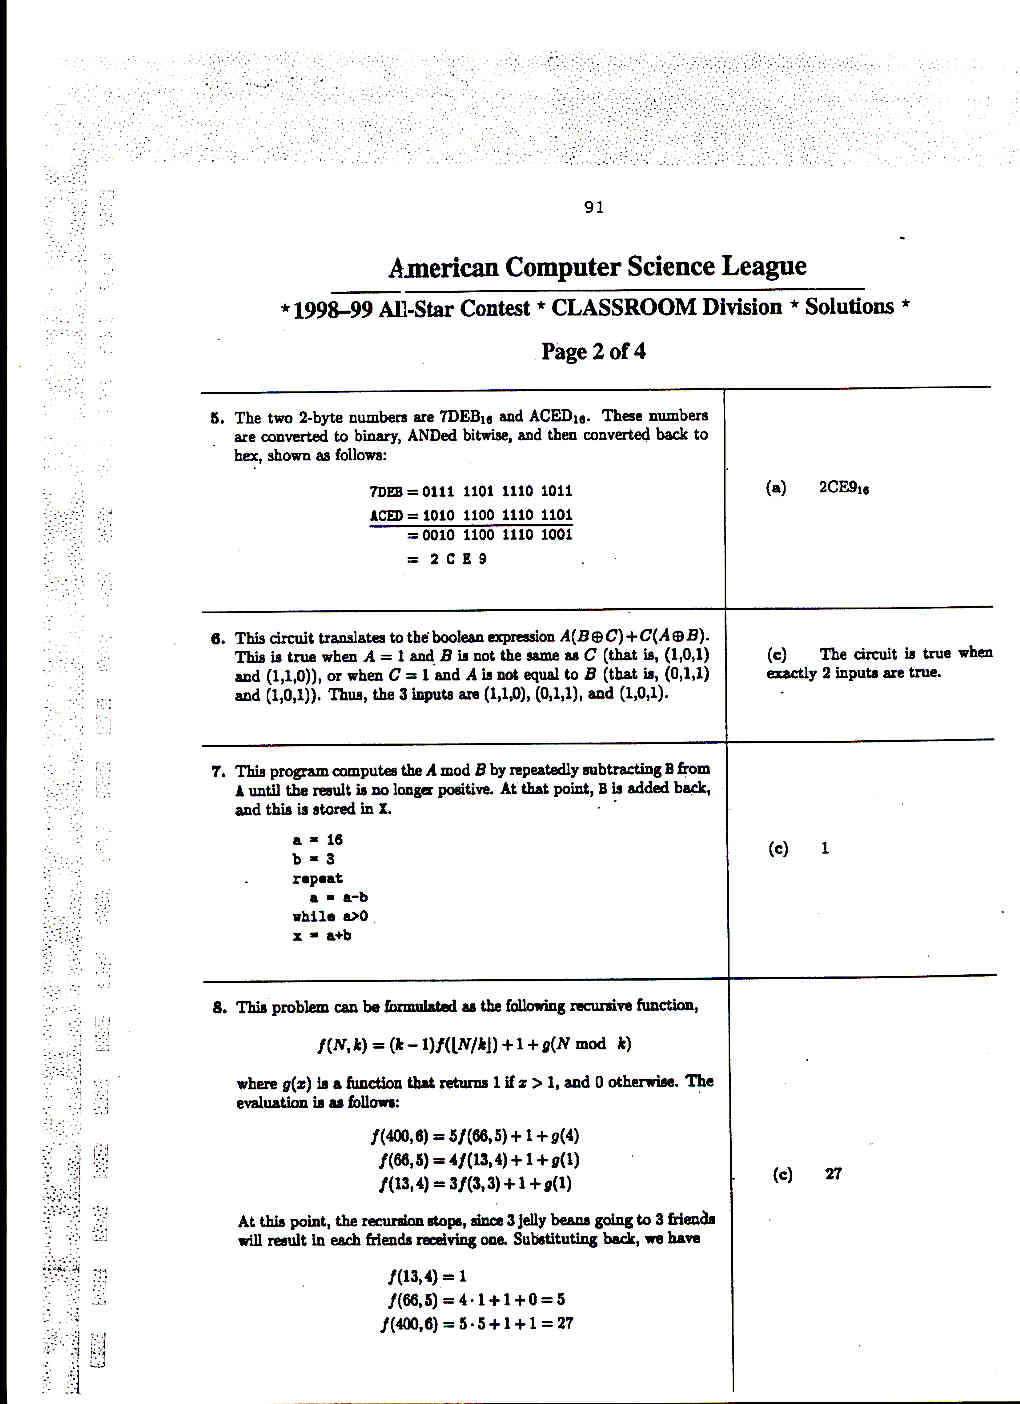 91
American Computer Science League
*1998–99 All-Star Contest * CLASSROOM Division * Solutions *
Page 2 of 4
5. The two 2-byte numbers are 7DEB₁₆ and ACED₁₆. These numbers
are converted to binary, ANDed bitwise, and then converted back to
hex, shown as follows:
7DEB = 0111 1101 1110 1011
ACED = 1010 1100 1110 1101
= 0010 1100 1110 1001
= 2 C E 9
(a) 2CE9₁₆
6. This circuit translates to the boolean expression A(B⊕C)+C(A⊕B).
This is true when A = 1 and B is not the same as C (that is, (1,0,1)
and (1,1,0)), or when C = 1 and A is not equal to B (that is, (0,1,1)
and (1,0,1)). Thus, the 3 inputs are (1,1,0), (0,1,1), and (1,0,1).
(c) The circuit is true when
exactly 2 inputs are true.
7. This program computes the A mod B by repeatedly subtracting B from
A until the result is no longer positive. At that point, B is added back,
and this is stored in X.
a = 16
b = 3
repeat
a = a-b
while a>0
x = a+b
(c) 1
8. This problem can be formulated as the following recursive function,
f(N,k) = (k − 1)f(⌊N/k⌋) + 1 + g(N mod k)
where g(x) is a function that returns 1 if x > 1, and 0 otherwise. The
evaluation is as follows:
f(400,6) = 5f(66,5) + 1 + g(4)
f(66,5) = 4f(13,4) + 1 + g(1)
f(13,4) = 3f(3,3) + 1 + g(1)
(c) 27
At this point, the recursion stops, since 3 jelly beans going to 3 friends
will result in each friends receiving one. Substituting back, we have
f(13,4) = 1
f(66,5) = 4·1+1+0 = 5
f(400,6) = 5·5+1+1 = 27